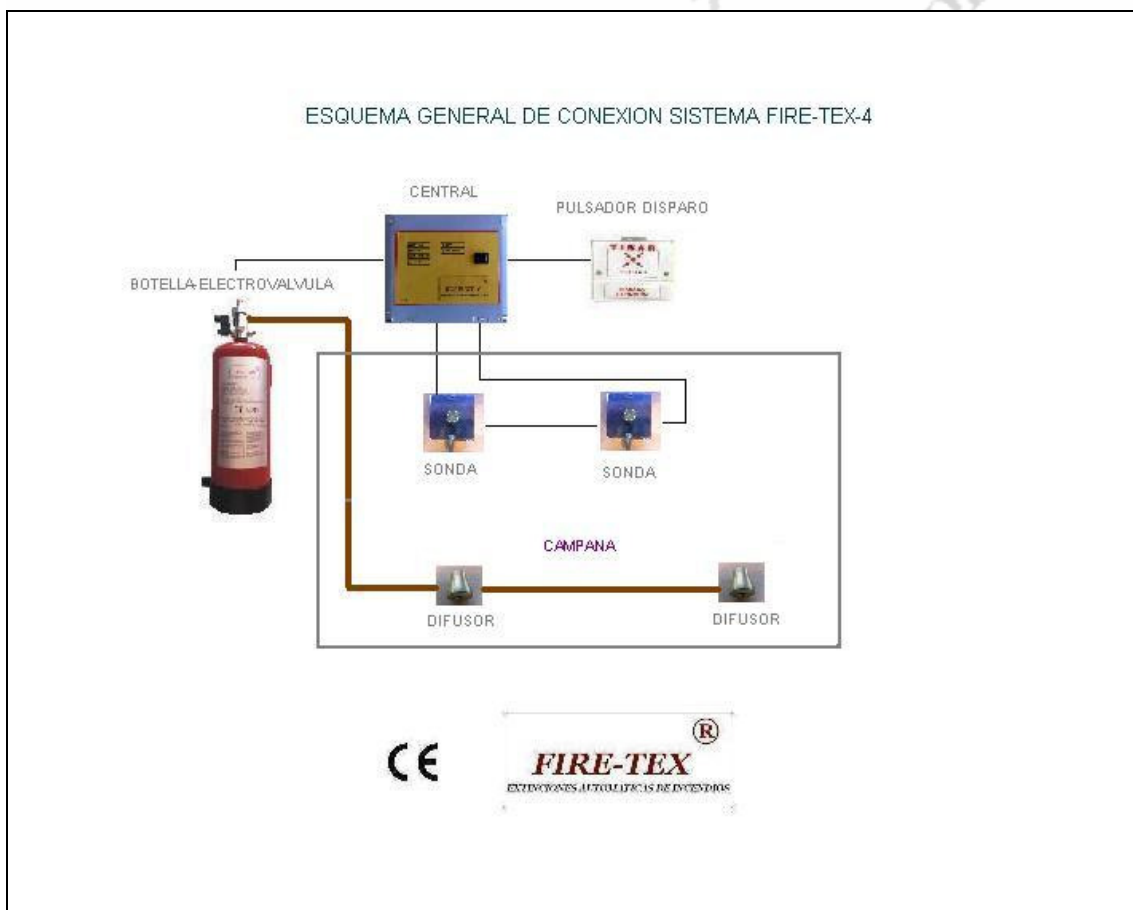 ESQUEMA GENERAL DE CONEXION SISTEMA FIRE-TEX-4
CENTRAL
PULSADOR DISPARO
TIRAR
BOTELLA-ELECTROVALVULA
SONDA
SONDA
CAMPANA
DIFUSOR
DIFUSOR
CE
FIRE-TEX ®
EXTINCIONES AUTOMATICAS DE INCENDIOS